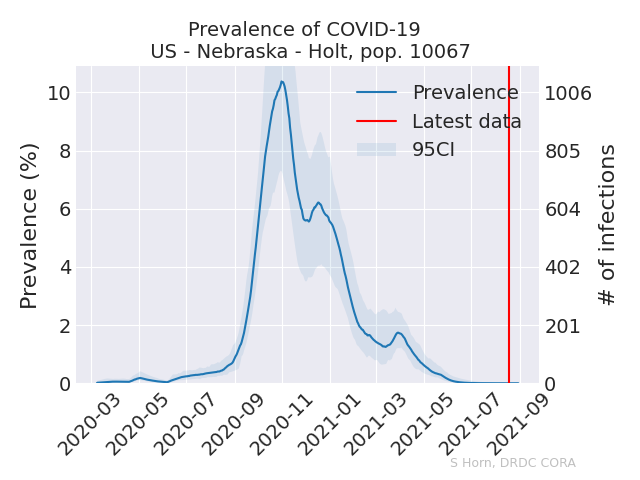 Prevalence of COVID-19
US - Nebraska - Holt, pop. 10067
Prevalence
Latest data
95CI
Prevalence (%)
10
8
6
4
2
0
1006
805
604
402
201
0
# of infections
2020-03
2020-05
2020-07
2020-09
2020-11
2021-01
2021-03
2021-05
2021-07
2021-09
S Horn, DRDC CORA